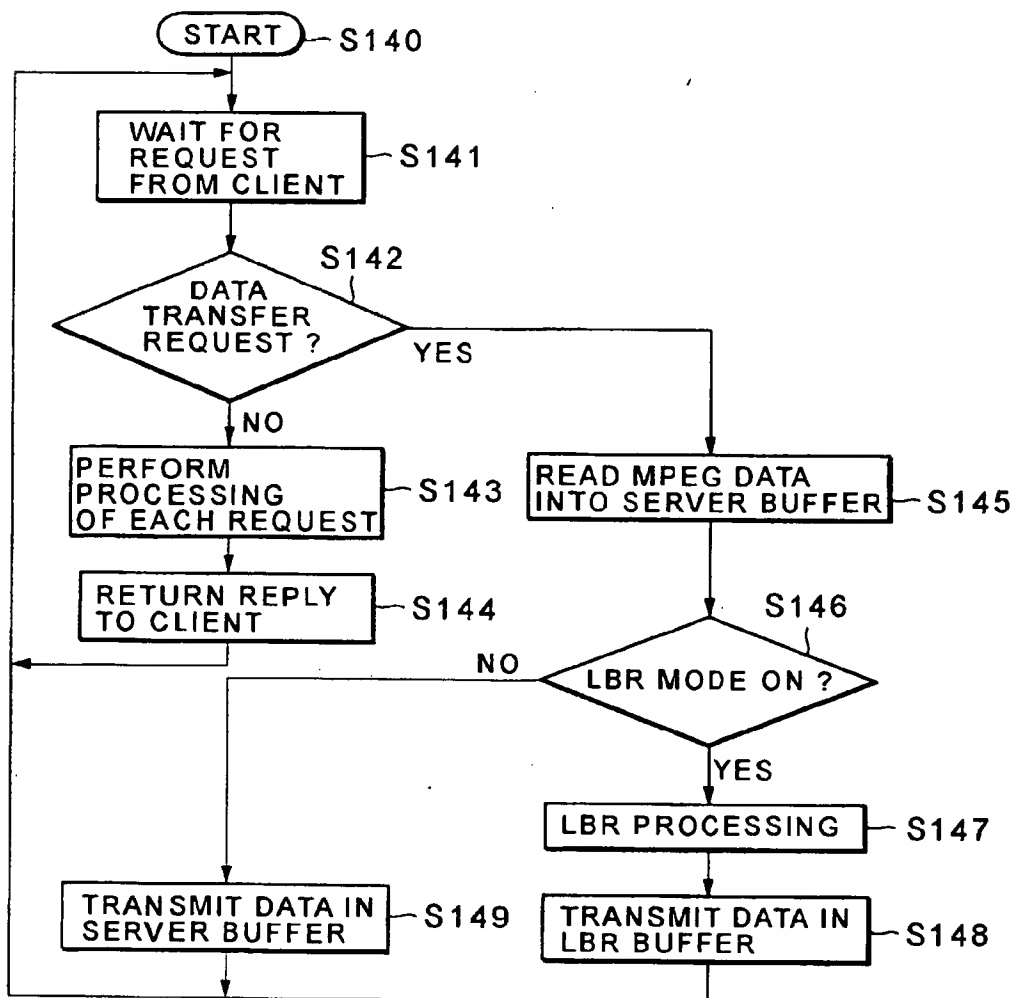 START
S140
WAIT FOR
REQUEST
FROM CLIENT
S141
S142
DATA
TRANSFER
REQUEST ?
YES
NO
PERFORM
PROCESSING
OF EACH REQUEST
S143
READ MPEG DATA
INTO SERVER BUFFER
S145
RETURN REPLY
TO CLIENT
S144
S146
NO
LBR MODE ON ?
YES
LBR PROCESSING
S147
TRANSMIT DATA IN
SERVER BUFFER
S149
TRANSMIT DATA IN
LBR BUFFER
S148